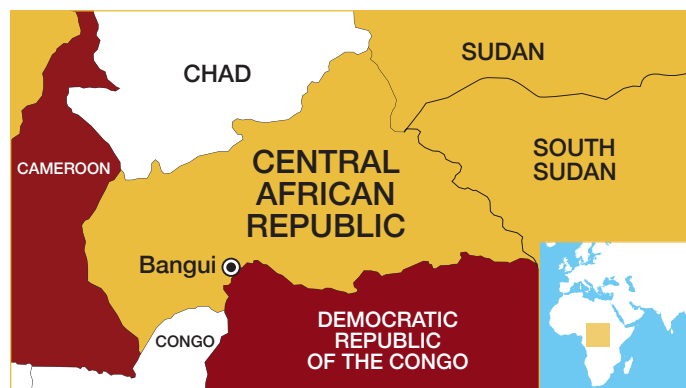 SUDAN
CHAD
SOUTH
SUDAN
CAMEROON
CENTRAL
AFRICAN
REPUBLIC
Bangui
CONGO
DEMOCRATIC
REPUBLIC
OF THE CONGO